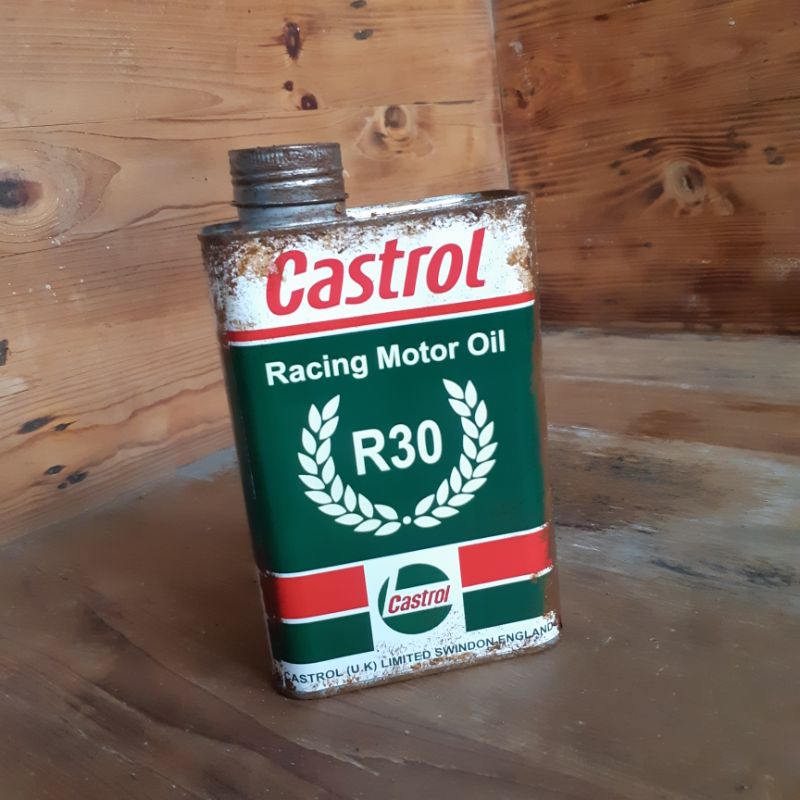 Castrol
Racing Motor Oil
R30
Castrol
CASTROL (U.K) LIMITED SWINDON ENGLAND